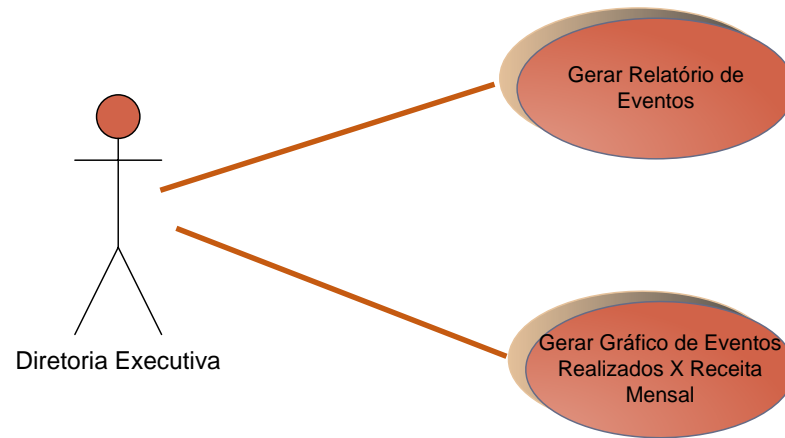 Gerar Relatório de
Eventos
Gerar Gráfico de Eventos
Realizados X Receita
Mensal
Diretoria Executiva